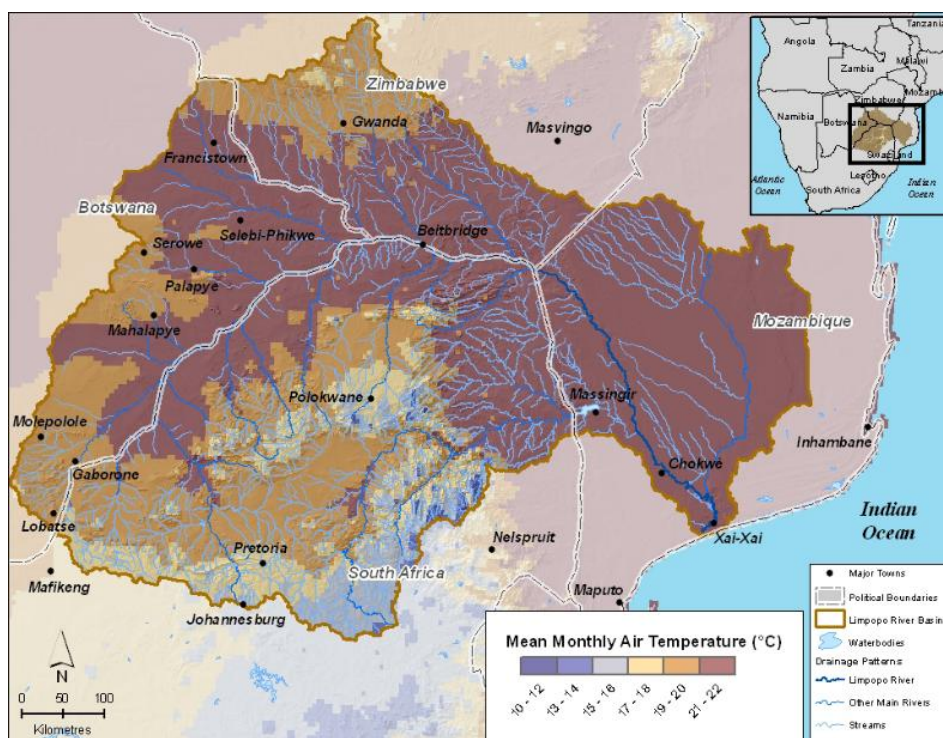 Zimbabwe
Gwanda
Masvingo
Francistown
Botswana
Serowe
Selebi-Phikwe
Beitbridge
Palapye
Mahalapye
Mozambique
Polokwane
Massingir
Molepolole
Inhambane
Gaborone
Chokwe
Lobatse
Xai-Xai
Indian
Ocean
Nelspruit
Pretoria
Mafikeng
South Africa
Maputo
Johannesburg
N
0 50 100
Kilometres
Mean Monthly Air Temperature (°C)
10 - 12
13 - 14
15 - 16
17 - 18
19 - 20
21 - 22
Major Towns
Political Boundaries
Limpopo River Basin
Waterbodies
Drainage Patterns:
Limpopo River
Other Main Rivers
Streams
Tanzania
Angola
Malawi
Zambia
Mozamb
Zimbabwe
Namibia
Botswana
Swaziland
Lesotho
South Africa
Atlantic
Ocean
Indian
Ocean